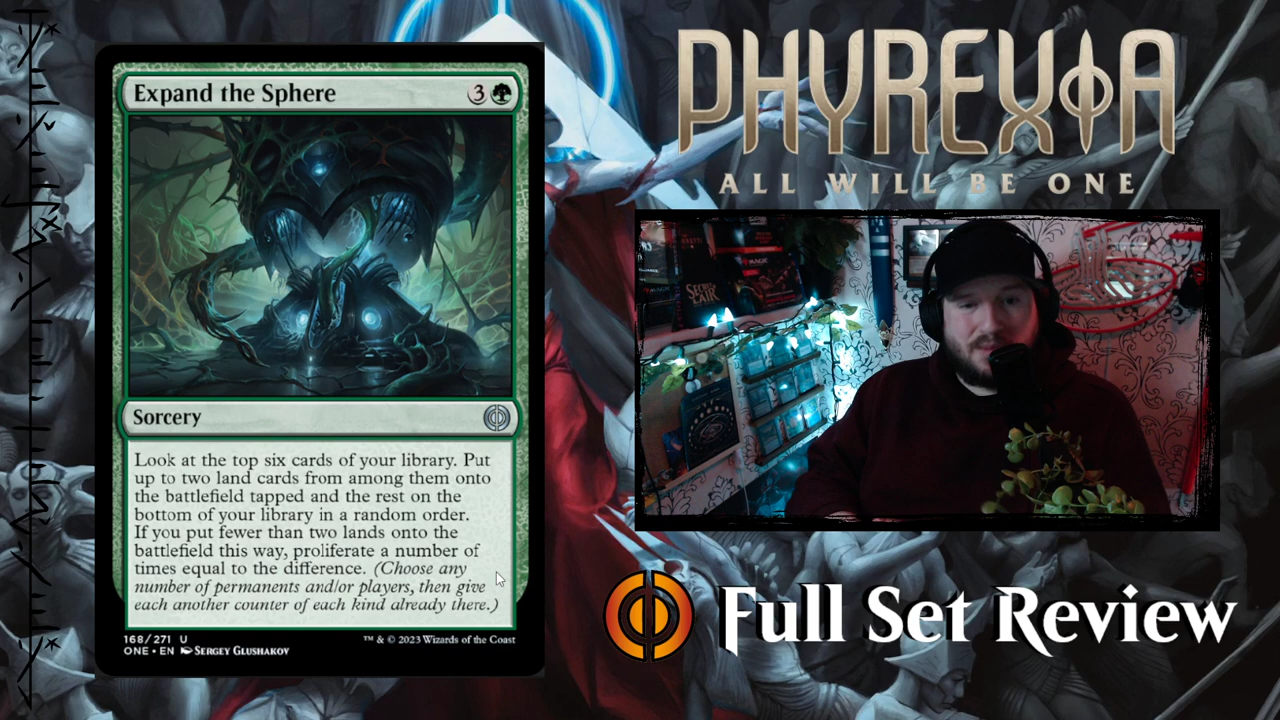 Expand the Sphere
3
Sorcery
Look at the top six cards of your library. Put
up to two land cards from among them onto
the battlefield tapped and the rest on the
bottom of your library in a random order.
If you put fewer than two lands onto the
battlefield this way, proliferate a number of
times equal to the difference. (Choose any
number of permanents and/or players, then give
each another counter of each kind already there.)
168/271 U
ONE • EN SERGEY GLUSHAKOV
™ & © 2023 Wizards of the Coast
PHYREXIA
ALL WILL BE ONE
SECRET
LAIR
MAGIC
Full Set Review